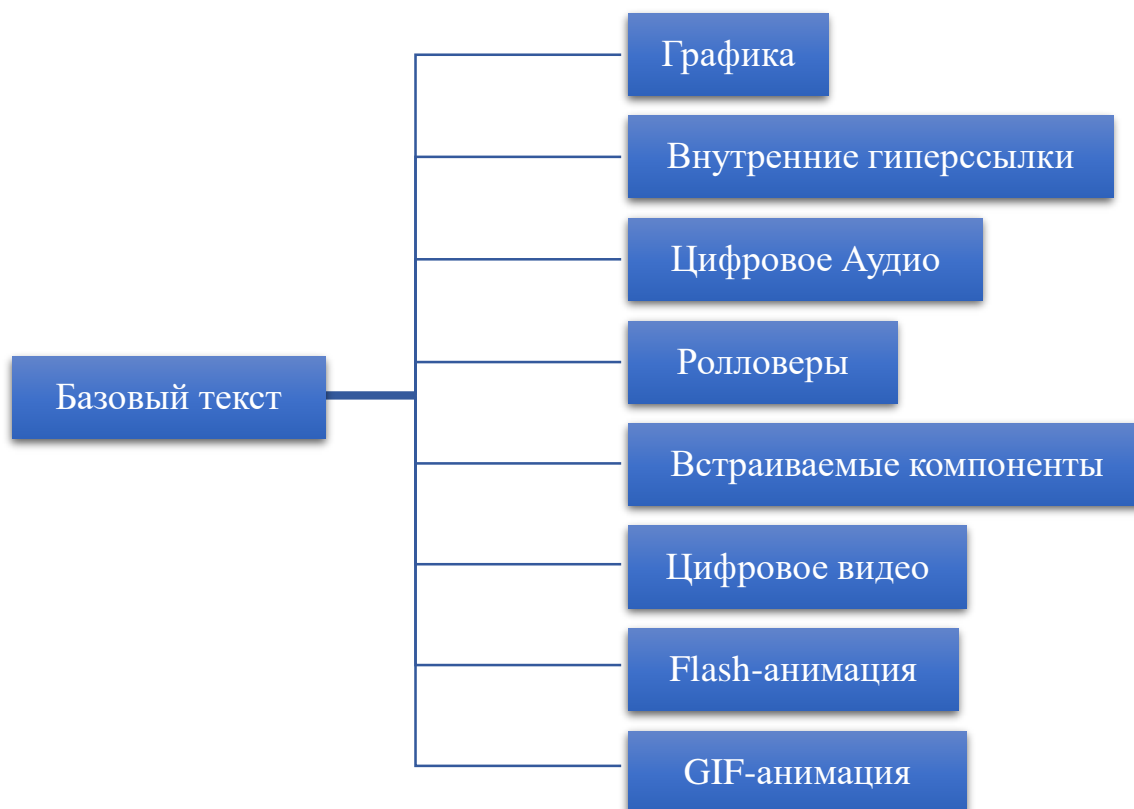 Графика
Внутренние гиперссылки
Цифровое Аудио
Ролловеры
Базовый текст
Встраиваемые компоненты
Цифровое видео
Flash-анимация
GIF-анимация